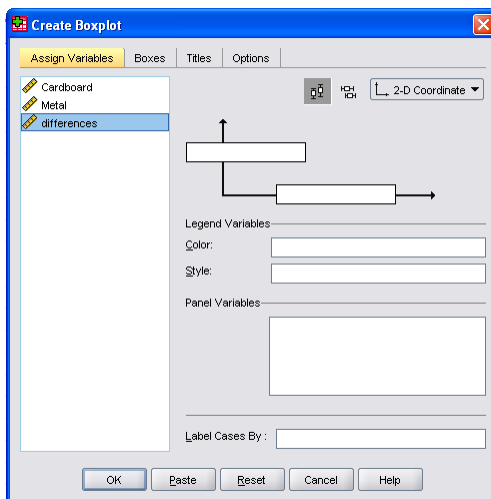 Create Boxplot
Assign Variables Boxes Titles Options
Cardboard
Metal
differences
2-D Coordinate
Legend Variables
Color:
Style:
Panel Variables
Label Cases By :
OK Paste Reset Cancel Help